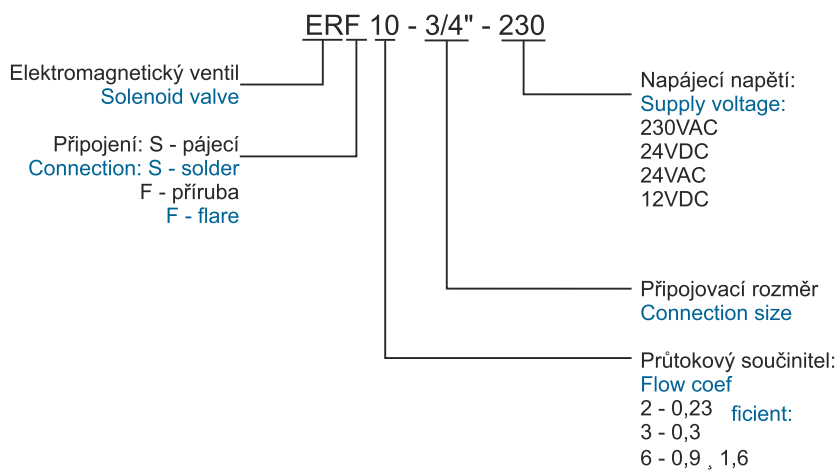 ERF 10 - 3/4" - 230
Elektromagnetický ventil
Solenoid valve
Připojení: S - pájecí
Connection: S - solder
F - příruba
F - flare
Napájecí napětí:
Supply voltage:
230VAC
24VDC
24VAC
12VDC
Připojovací rozměr
Connection size
Průtokový součinitel:
Flow coef
2 - 0,23 ficient:
3 - 0,3
6 - 0,9 ¸ 1,6